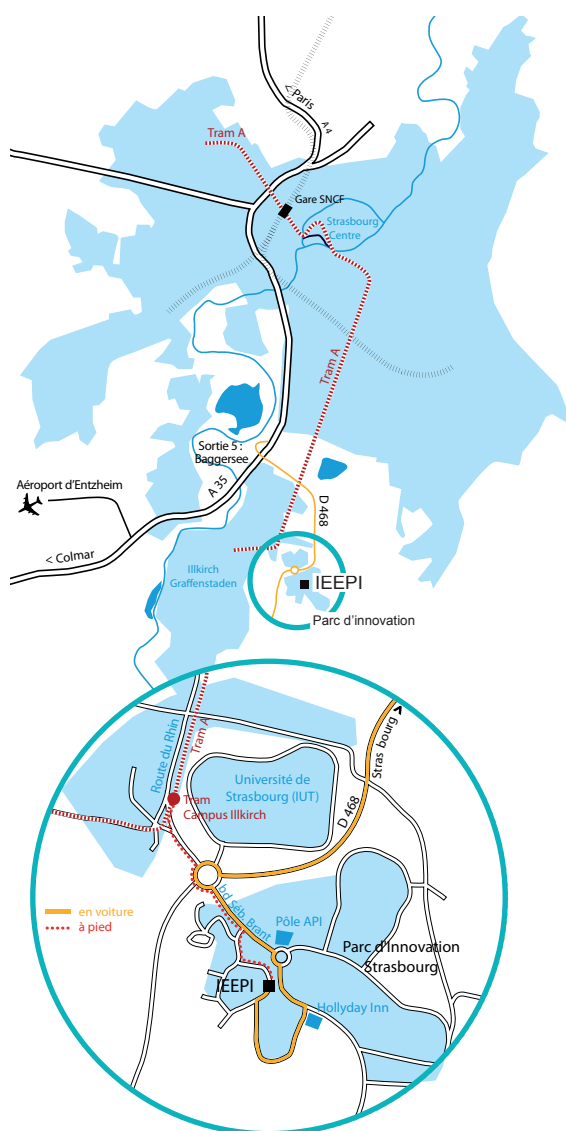 < Paris
A 4
Tram A
Gare SNCF
Strasbourg
Centre
Tram A
Sortie 5 :
Baggersee
A 35
Aéroport d'Entzheim
D 468
< Colmar
Illkirch
Graffenstaden
IEEPI
Parc d'innovation
Route du Rhin
Tram A
Stras bourg >
Université de
Strasbourg (IUT)
Tram
Campus Illkirch
D 468
bd Séb. Brant
en voiture
à pied
Pôle API
Parc d'Innovation
Strasbourg
IEEPI
Hollyday Inn